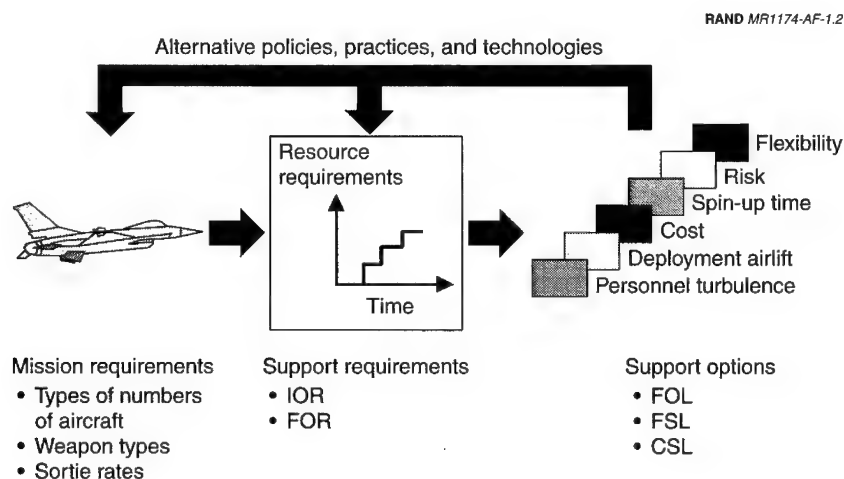 RAND MR1174-AF-1.2
Alternative policies, practices, and technologies
Resource
requirements
Time
Flexibility
Risk
Spin-up time
Cost
Deployment airlift
Personnel turbulence
Mission requirements
• Types of numbers
of aircraft
• Weapon types
• Sortie rates
Support requirements
• IOR
• FOR
Support options
• FOL
• FSL
• CSL